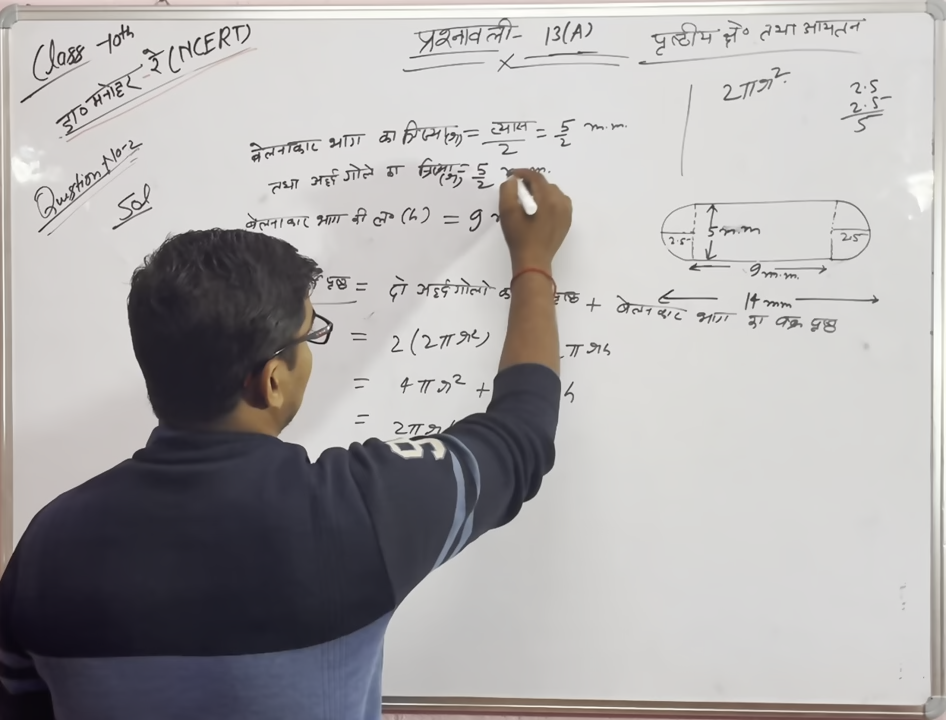 Class - 10th
डा० मनोहर रे (NCERT)
प्रश्नावली - 13(A)
×
पृष्ठीय क्षे० तथा आयतन
Question No-2
Sol
2πr²
2.5
2.5
5
बेलनाकार भाग का त्रिज्या(r) = व्यास/2 = 5/2 m.m.
तथा अर्द्धगोले का त्रिज्या(r) = 5/2
बेलनाकार भाग की ल० (h) = 9
पृष्ठ = दो अर्द्धगोलो का पृष्ठ + बेलनाकार भाग का वक्र पृष्ठ
= 2(2πr²) πrh
= 4πr² + h
= 2πr
2.5
5 m.m
2.5
9 m.m.
14 mm